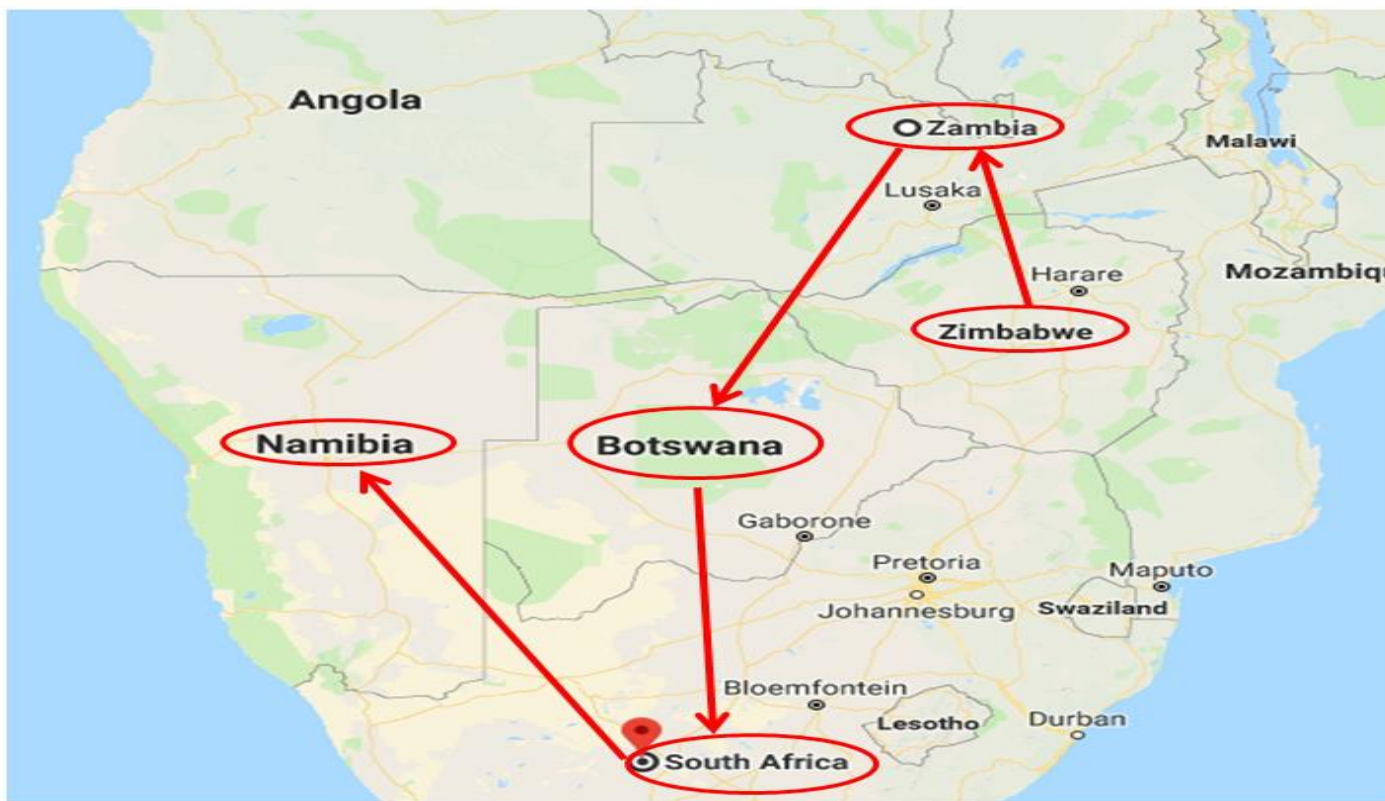 Angola
Zambia
Malawi
Lusaka
Harare
Mozambiqu
Zimbabwe
Namibia
Botswana
Gaborone
Pretoria
Maputo
Johannesburg
Swaziland
Bloemfontein
Lesotho
Durban
South Africa